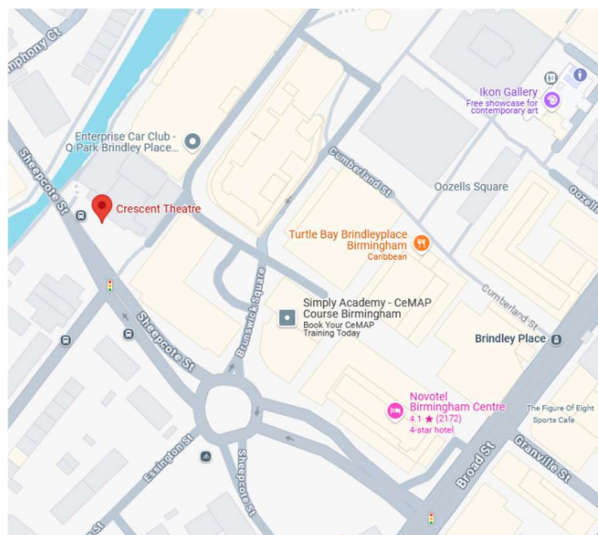 mphony Ct
Ikon Gallery
Free showcase for
contemporary art
Enterprise Car Club -
Q-Park Brindley Place...
Sheepcote St
Cumberland St
Oozells Square
Oozells
Crescent Theatre
Turtle Bay Brindleyplace
Birmingham
Caribbean
Brunswick Square
Simply Academy - CeMAP
Course Birmingham
Book Your CeMAP
Training Today
Cumberland St
Brindley Place
Sheepcote St
Novotel
Birmingham Centre
4.1 ★ (2172)
4-star hotel
The Figure Of Eight
Sports Cafe
Essington St
Sheepcote St
Broad St
Granville St
St